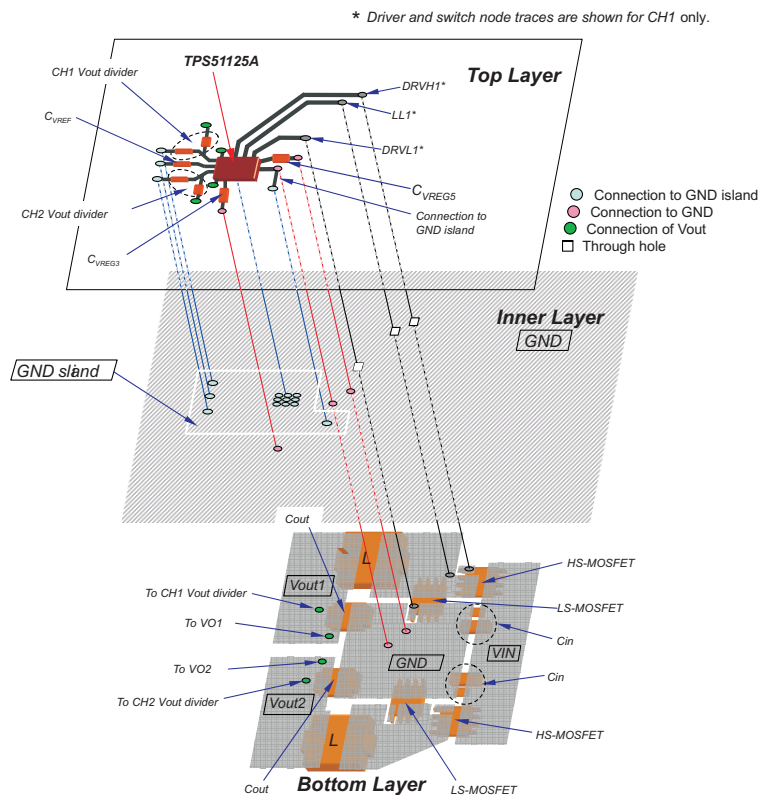 * Driver and switch node traces are shown for CH1 only.
TPS51125A
CH1 Vout divider
Top Layer
DRVH1*
LL1*
CVREF
DRVL1*
CVREG5
CH2 Vout divider
Connection to
GND island
CVREG3
Connection to GND island
Connection to GND
Connection of Vout
Through hole
Inner Layer
GND
GND sland
Cout
HS-MOSFET
Vout1
L
To CH1 Vout divider
LS-MOSFET
To VO1
Cin
VIN
GND
To VO2
Cin
To CH2 Vout divider
Vout2
HS-MOSFET
L
Cout
Bottom Layer
LS-MOSFET